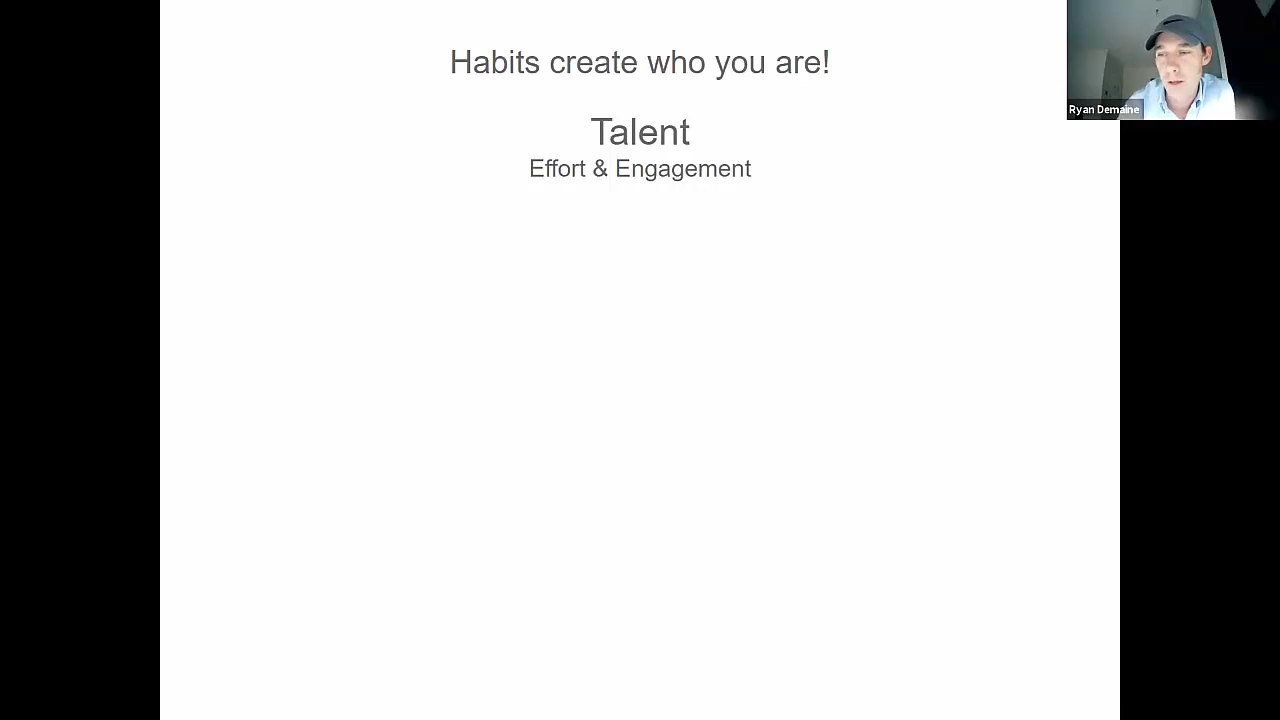 Habits create who you are!
Talent
Effort & Engagement
Ryan Demaine